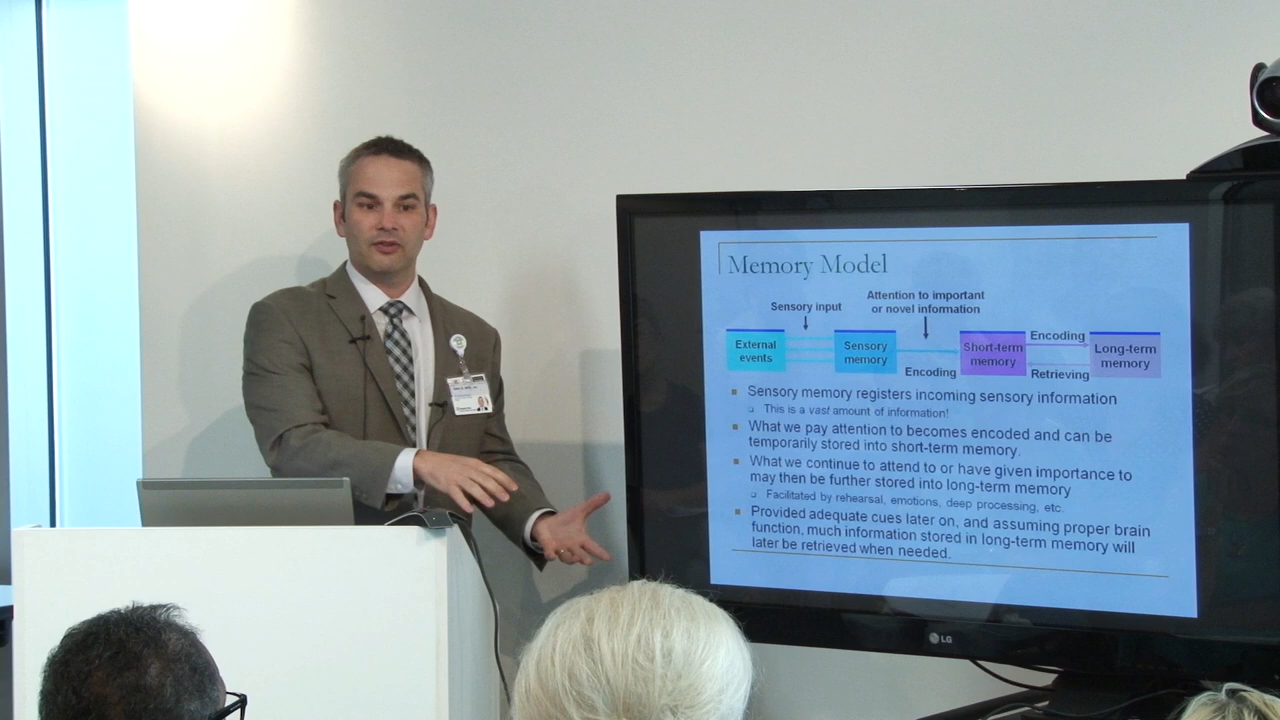 Memory Model
Sensory input
Attention to important
or novel information
External
events
Sensory
memory
Short-term
memory
Long-term
memory
Encoding
Encoding
Retrieving
Sensory memory registers incoming sensory information
This is a vast amount of information!
What we pay attention to becomes encoded and can be
temporarily stored into short-term memory.
What we continue to attend to or have given importance to
may then be further stored into long-term memory
Facilitated by rehearsal, emotions, deep processing, etc.
Provided adequate cues later on, and assuming proper brain
function, much information stored in long-term memory will
later be retrieved when needed.
LG